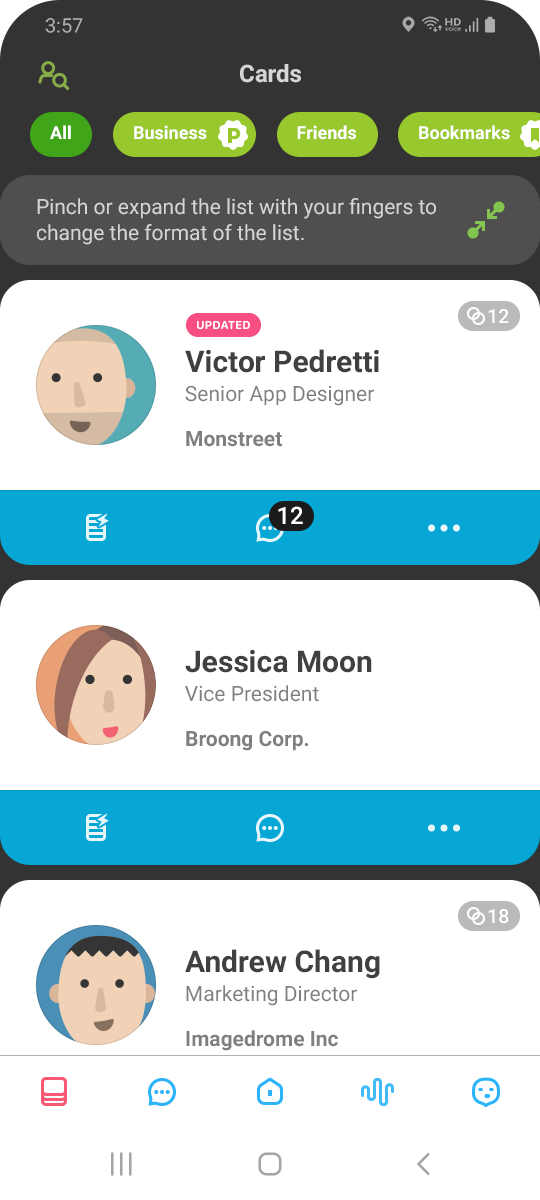 3:57
HD
voice
Cards
All
Business
P
Friends
Bookmarks
Pinch or expand the list with your fingers to
change the format of the list.
12
UPDATED
Victor Pedretti
Senior App Designer
Monstreet
12
Jessica Moon
Vice President
Broong Corp.
18
Andrew Chang
Marketing Director
Imagedrome Inc